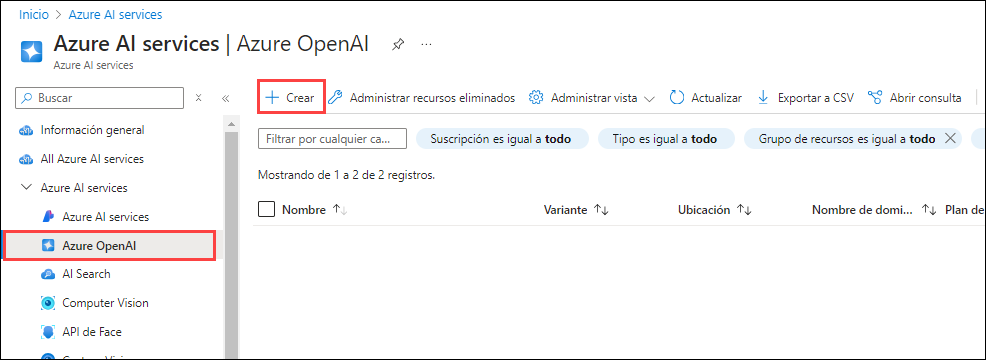 Inicio > Azure AI services
Azure AI services | Azure OpenAI ...
Azure AI services
Buscar
Información general
All Azure AI services
Azure AI services
Azure AI services
Azure OpenAI
AI Search
Computer Vision
API de Face
+ Crear Administrar recursos eliminados Administrar vista Actualizar Exportar a CSV Abrir consulta
Filtrar por cualquier ca... Suscripción es igual a todo Tipo es igual a todo Grupo de recursos es igual a todo
Mostrando de 1 a 2 de 2 registros.
Nombre Variante Ubicación Nombre de domi... Plan de